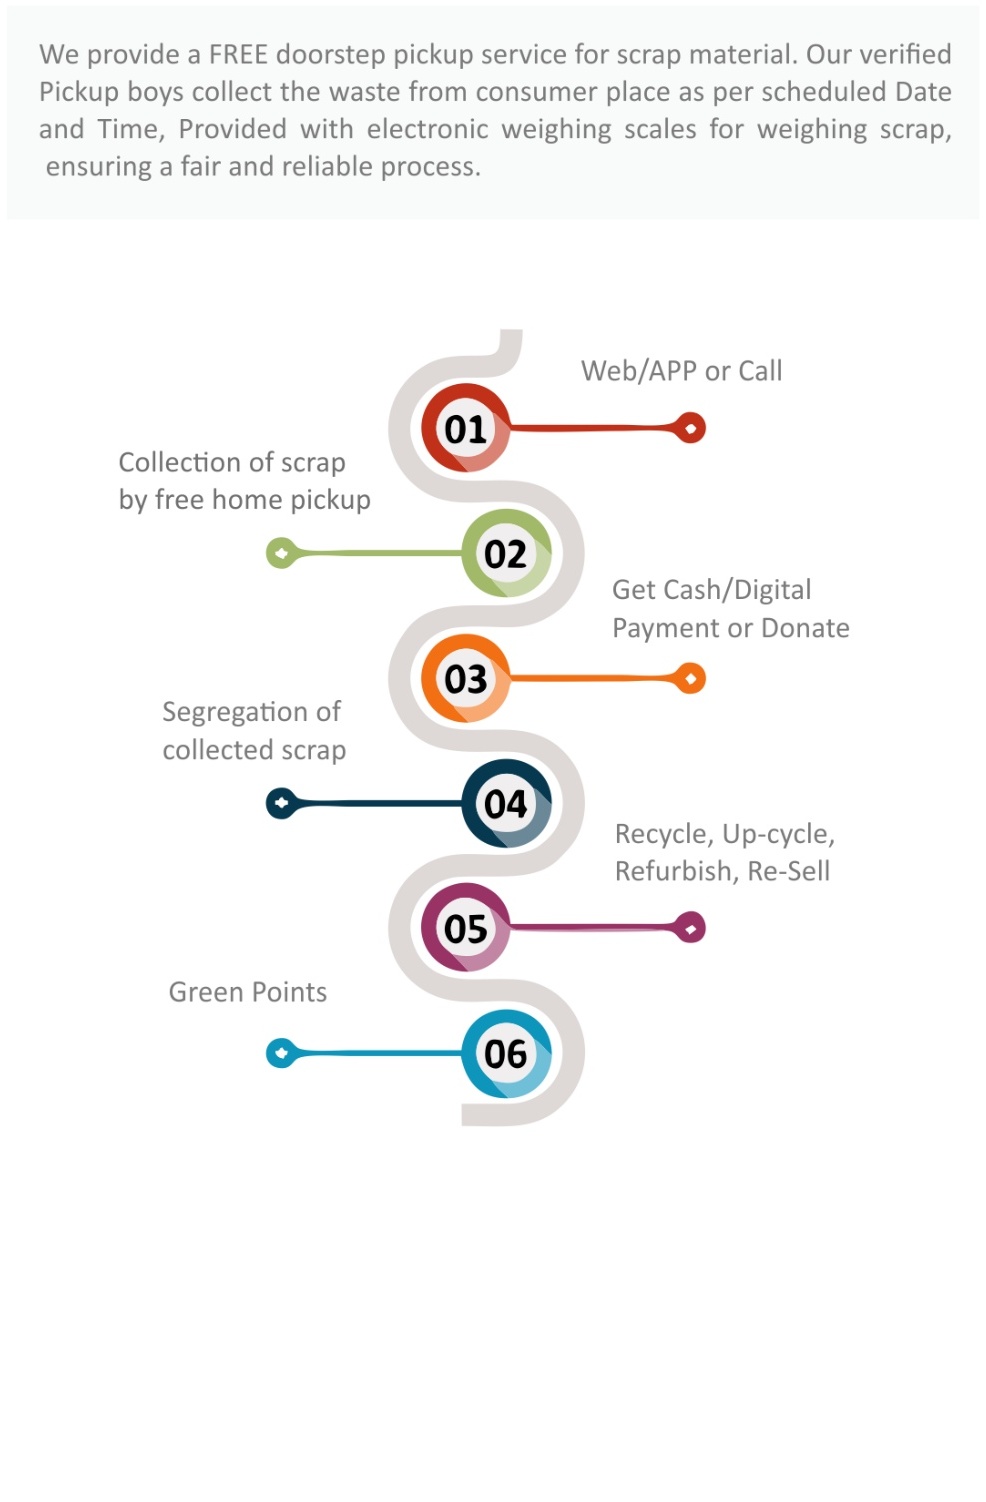 We provide a FREE doorstep pickup service for scrap material. Our verified
Pickup boys collect the waste from consumer place as per scheduled Date
and Time, Provided with electronic weighing scales for weighing scrap,
ensuring a fair and reliable process.
Web/APP or Call
01
Collection of scrap
by free home pickup
02
Get Cash/Digital
Payment or Donate
03
Segregation of
collected scrap
04
Recycle, Up-cycle,
Refurbish, Re-Sell
05
Green Points
06